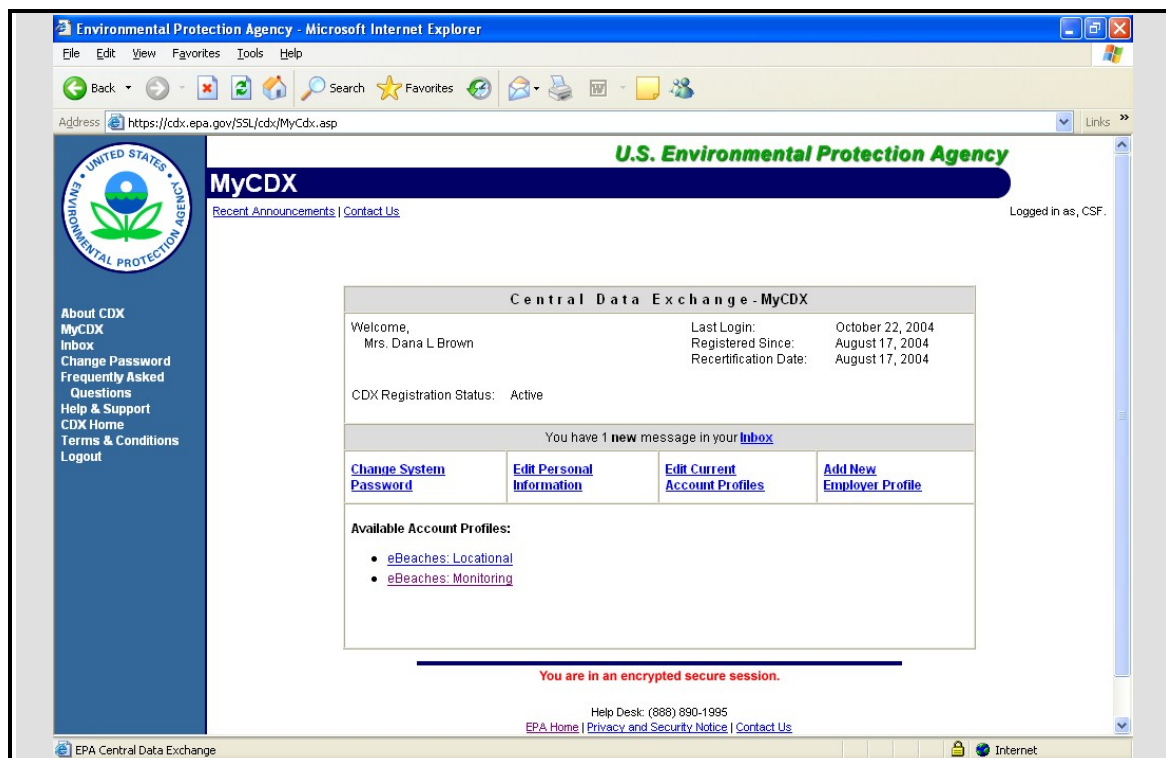 Environmental Protection Agency - Microsoft Internet Explorer
File Edit View Favorites Tools Help
Back Search Favorites
Address https://cdx.epa.gov/SSL/cdx/MyCdx.asp Links »
UNITED STATES ENVIRONMENTAL PROTECTION AGENCY
U.S. Environmental Protection Agency
MyCDX
Recent Announcements | Contact Us Logged in as, CSF.
About CDX
MyCDX
Inbox
Change Password
Frequently Asked
Questions
Help & Support
CDX Home
Terms & Conditions
Logout
Central Data Exchange - MyCDX
Welcome, Last Login: October 22, 2004
Mrs. Dana L Brown Registered Since: August 17, 2004
Recertification Date: August 17, 2004
CDX Registration Status: Active
You have 1 new message in your Inbox
Change System Password
Edit Personal Information
Edit Current Account Profiles
Add New Employer Profile
Available Account Profiles:
• eBeaches: Locational
• eBeaches: Monitoring
You are in an encrypted secure session.
Help Desk: (888) 890-1995
EPA Home | Privacy and Security Notice | Contact Us
EPA Central Data Exchange Internet